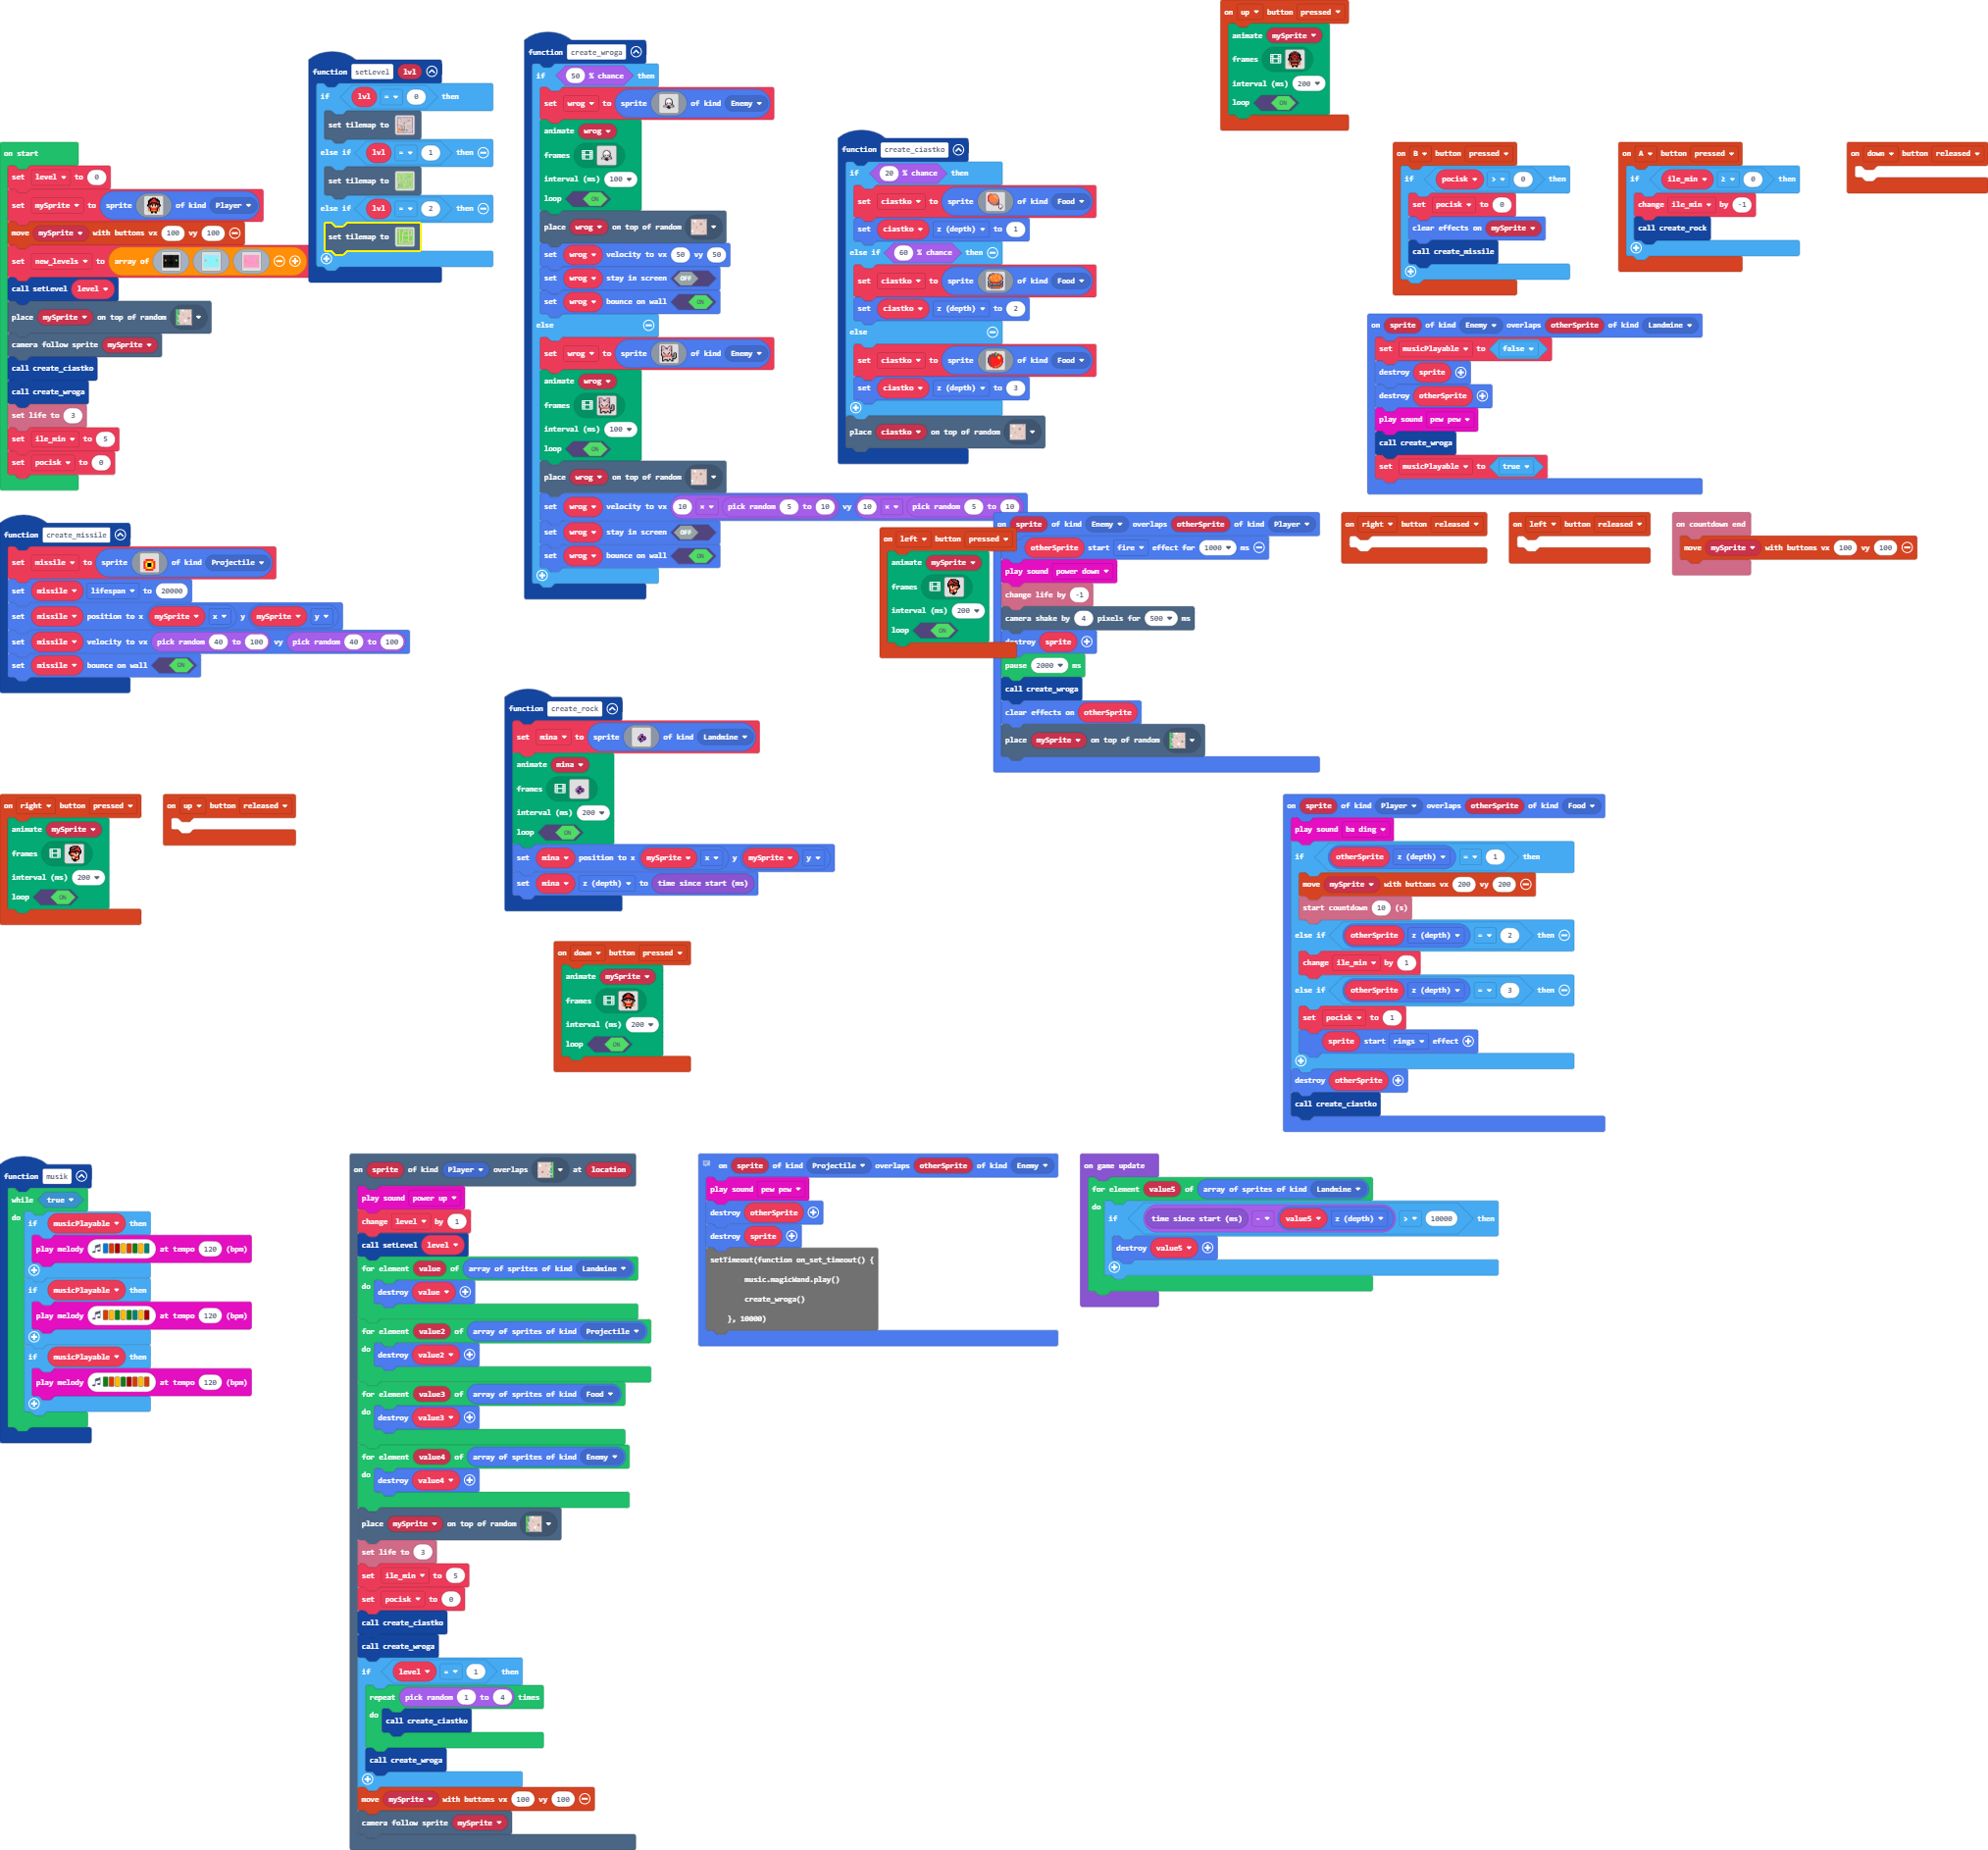 on start
set level to 0
set mySprite to sprite of kind Player
move mySprite with buttons vx 100 vy 100
set new_levels to array of
call setLevel level
place mySprite on top of random
camera follow sprite mySprite
call create_ciastko
call create_wroga
set life to 3
set ile_min to 5
set pocisk to 0
function setLevel lvl
if lvl = 0 then
set tilemap to
else if lvl = 1 then
set tilemap to
else if lvl = 2 then
set tilemap to
function create_wroga
if 50 % chance then
set wrog to sprite of kind Enemy
animate wrog
frames
interval (ms) 100
loop ON
place wrog on top of random
set wrog velocity to vx 50 vy 50
set wrog stay in screen OFF
set wrog bounce on wall ON
else
set wrog to sprite of kind Enemy
animate wrog
frames
interval (ms) 100
loop ON
place wrog on top of random
set wrog velocity to vx 10 × pick random 5 to 10 vy 10 × pick random 5 to 10
set wrog stay in screen OFF
set wrog bounce on wall ON
function create_ciastko
if 20 % chance then
set ciastko to sprite of kind Food
set ciastko z (depth) to 1
else if 60 % chance then
set ciastko to sprite of kind Food
set ciastko z (depth) to 2
else
set ciastko to sprite of kind Food
set ciastko z (depth) to 3
place ciastko on top of random
on up button pressed
animate mySprite
frames
interval (ms) 200
loop ON
on B button pressed
if pocisk > 0 then
set pocisk to 0
clear effects on mySprite
call create_missile
on A button pressed
if ile_min ≥ 0 then
change ile_min by -1
call create_rock
on down button released
on sprite of kind Enemy overlaps otherSprite of kind Landmine
set musicPlayable to false
destroy sprite
destroy otherSprite
play sound pew pew
call create_wroga
set musicPlayable to true
function create_missile
set missile to sprite of kind Projectile
set missile lifespan to 20000
set missile position to x mySprite x y mySprite y
set missile velocity to vx pick random 40 to 100 vy pick random 40 to 100
set missile bounce on wall ON
on left button pressed
animate mySprite
frames
interval (ms) 200
loop ON
on sprite of kind Enemy overlaps otherSprite of kind Player
otherSprite start fire effect for 1000 ms
play sound power down
change life by -1
camera shake by 4 pixels for 500 ms
destroy sprite
pause 2000 ms
call create_wroga
clear effects on otherSprite
place mySprite on top of random
on right button released
on left button released
on countdown end
move mySprite with buttons vx 100 vy 100
function create_rock
set mina to sprite of kind Landmine
animate mina
frames
interval (ms) 200
loop ON
set mina position to x mySprite x y mySprite y
set mina z (depth) to time since start (ms)
on right button pressed
animate mySprite
frames
interval (ms) 200
loop ON
on up button released
on down button pressed
animate mySprite
frames
interval (ms) 200
loop ON
on sprite of kind Player overlaps otherSprite of kind Food
play sound ba ding
if otherSprite z (depth) = 1 then
move mySprite with buttons vx 200 vy 200
start countdown 10 (s)
else if otherSprite z (depth) = 2 then
change ile_min by 1
else if otherSprite z (depth) = 3 then
set pocisk to 1
sprite start rings effect
destroy otherSprite
call create_ciastko
function musik
while true
do
if musicPlayable then
play melody at tempo 120 (bpm)
if musicPlayable then
play melody at tempo 120 (bpm)
if musicPlayable then
play melody at tempo 120 (bpm)
on sprite of kind Player overlaps at location
play sound power up
change level by 1
call setLevel level
for element value of array of sprites of kind Landmine
do destroy value
for element value2 of array of sprites of kind Projectile
do destroy value2
for element value3 of array of sprites of kind Food
do destroy value3
for element value4 of array of sprites of kind Enemy
do destroy value4
place mySprite on top of random
set life to 3
set ile_min to 5
set pocisk to 0
call create_ciastko
call create_wroga
if level = 1 then
repeat pick random 1 to 4 times
do call create_ciastko
call create_wroga
move mySprite with buttons vx 100 vy 100
camera follow sprite mySprite
on sprite of kind Projectile overlaps otherSprite of kind Enemy
play sound pew pew
destroy otherSprite
destroy sprite
setTimeout(function on_set_timeout() {
music.magicWand.play()
create_wroga()
}, 10000)
on game update
for element value5 of array of sprites of kind Landmine
do
if time since start (ms) - value5 z (depth) > 10000 then
destroy value5